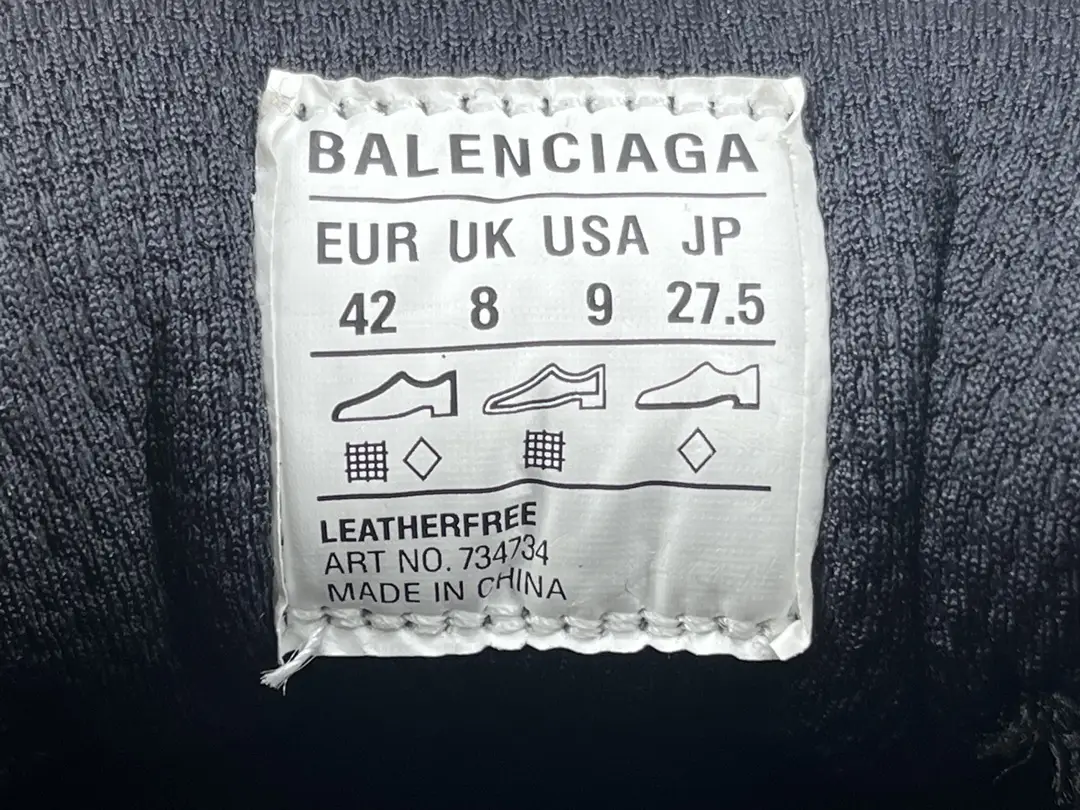 BALENCIAGA
EUR UK USA JP
42 8 9 27.5
LEATHERFREE
ART NO. 734734
MADE IN CHINA